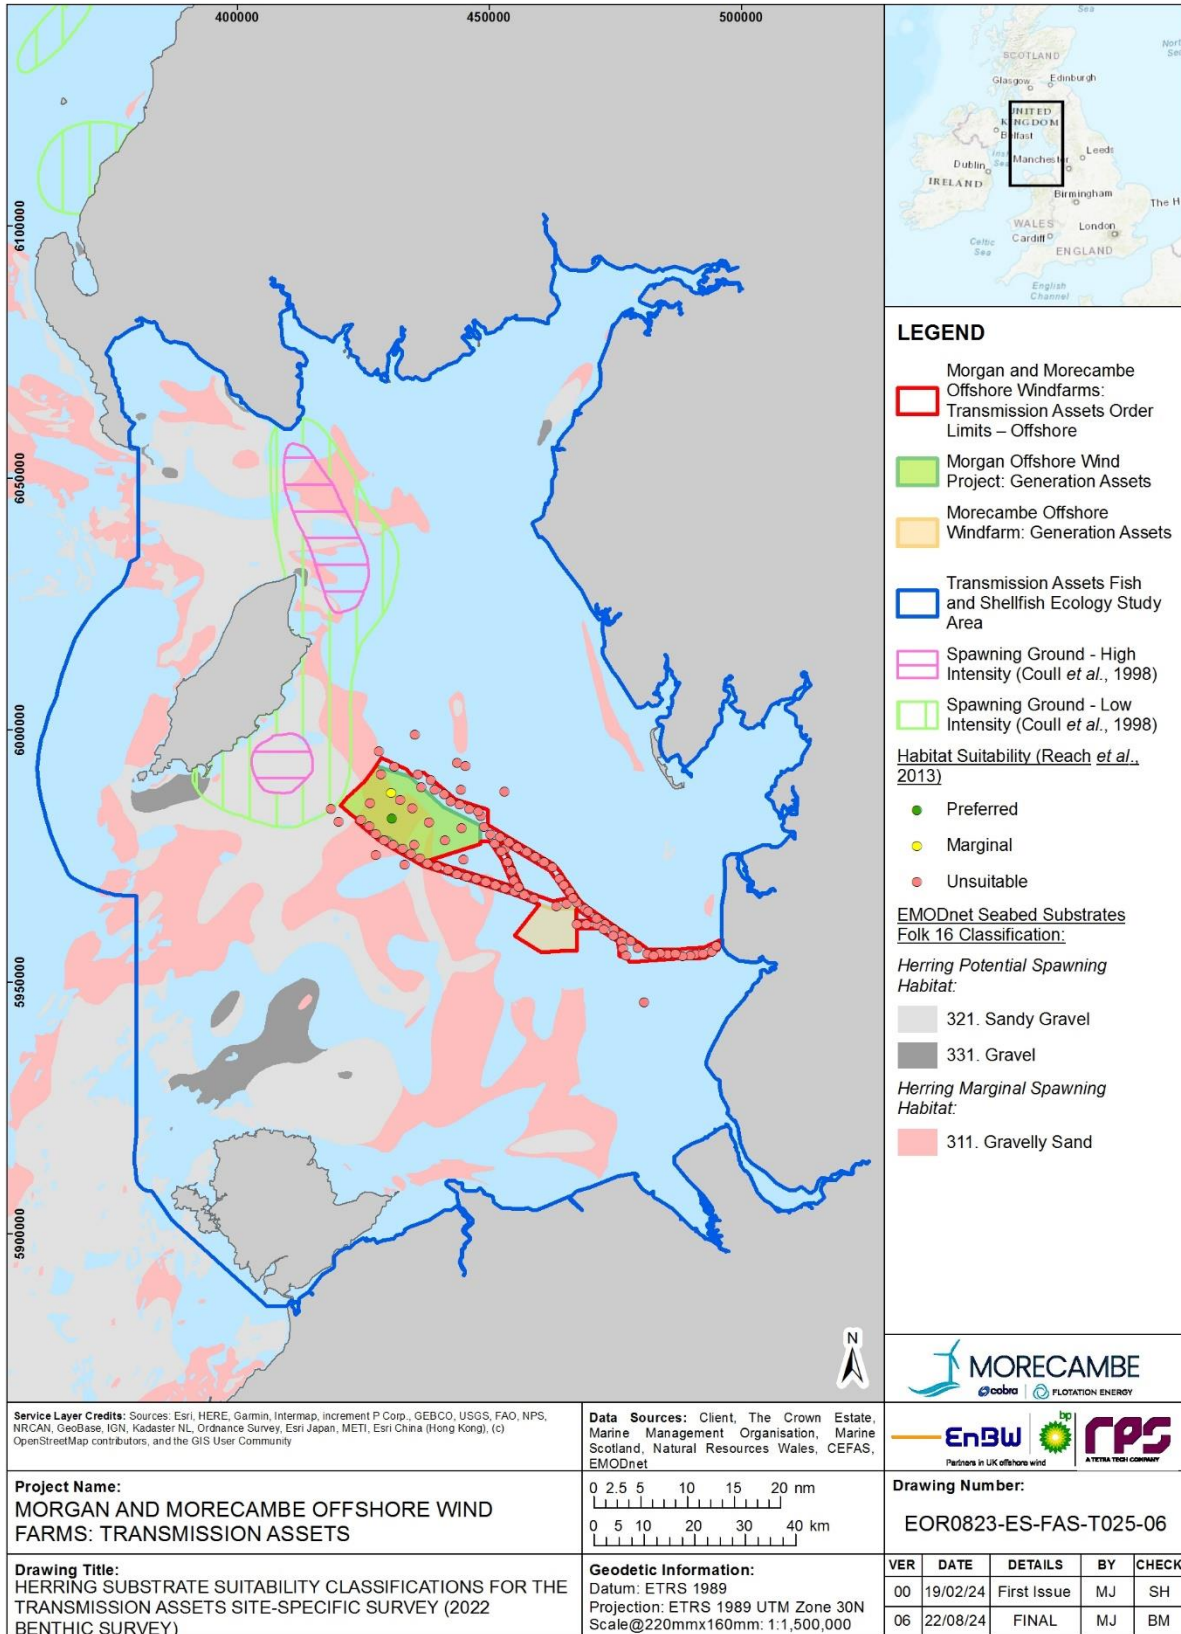 400000
450000
500000
6100000
6050000
6000000
5950000
5900000
N
Sea
SCOTLAND
Glasgow
Edinburgh
UNITED
KINGDOM
Belfast
Leeds
Dublin
Manchester
IRELAND
Birmingham
The H
WALES
London
Cardiff
Celtic
Sea
ENGLAND
English
Channel
LEGEND
Morgan and Morecambe
Offshore Windfarms:
Transmission Assets Order
Limits – Offshore
Morgan Offshore Wind
Project: Generation Assets
Morecambe Offshore
Windfarm: Generation Assets
Transmission Assets Fish
and Shellfish Ecology Study
Area
Spawning Ground - High
Intensity (Coull et al., 1998)
Spawning Ground - Low
Intensity (Coull et al., 1998)
Habitat Suitability (Reach et al.,
2013)
Preferred
Marginal
Unsuitable
EMODnet Seabed Substrates
Folk 16 Classification:
Herring Potential Spawning
Habitat:
321. Sandy Gravel
331. Gravel
Herring Marginal Spawning
Habitat:
311. Gravelly Sand
MORECAMBE
cobra
FLOTATION ENERGY
EnBW
bp
Partners in UK offshore wind
RPS
A TETRA TECH COMPANY
Service Layer Credits: Sources: Esri, HERE, Garmin, Intermap, increment P Corp., GEBCO, USGS, FAO, NPS,
NRCAN, GeoBase, IGN, Kadaster NL, Ordnance Survey, Esri Japan, METI, Esri China (Hong Kong), (c)
OpenStreetMap contributors, and the GIS User Community
Data Sources: Client, The Crown Estate,
Marine Management Organisation, Marine
Scotland, Natural Resources Wales, CEFAS,
EMODnet
Project Name:
MORGAN AND MORECAMBE OFFSHORE WIND
FARMS: TRANSMISSION ASSETS
0 2.5 5 10 15 20 nm
0 5 10 20 30 40 km
Drawing Number:
EOR0823-ES-FAS-T025-06
Drawing Title:
HERRING SUBSTRATE SUITABILITY CLASSIFICATIONS FOR THE
TRANSMISSION ASSETS SITE-SPECIFIC SURVEY (2022
BENTHIC SURVEY)
Geodetic Information:
Datum: ETRS 1989
Projection: ETRS 1989 UTM Zone 30N
Scale@220mmx160mm: 1:1,500,000
VER DATE DETAILS BY CHECK
00 19/02/24 First Issue MJ SH
06 22/08/24 FINAL MJ BM